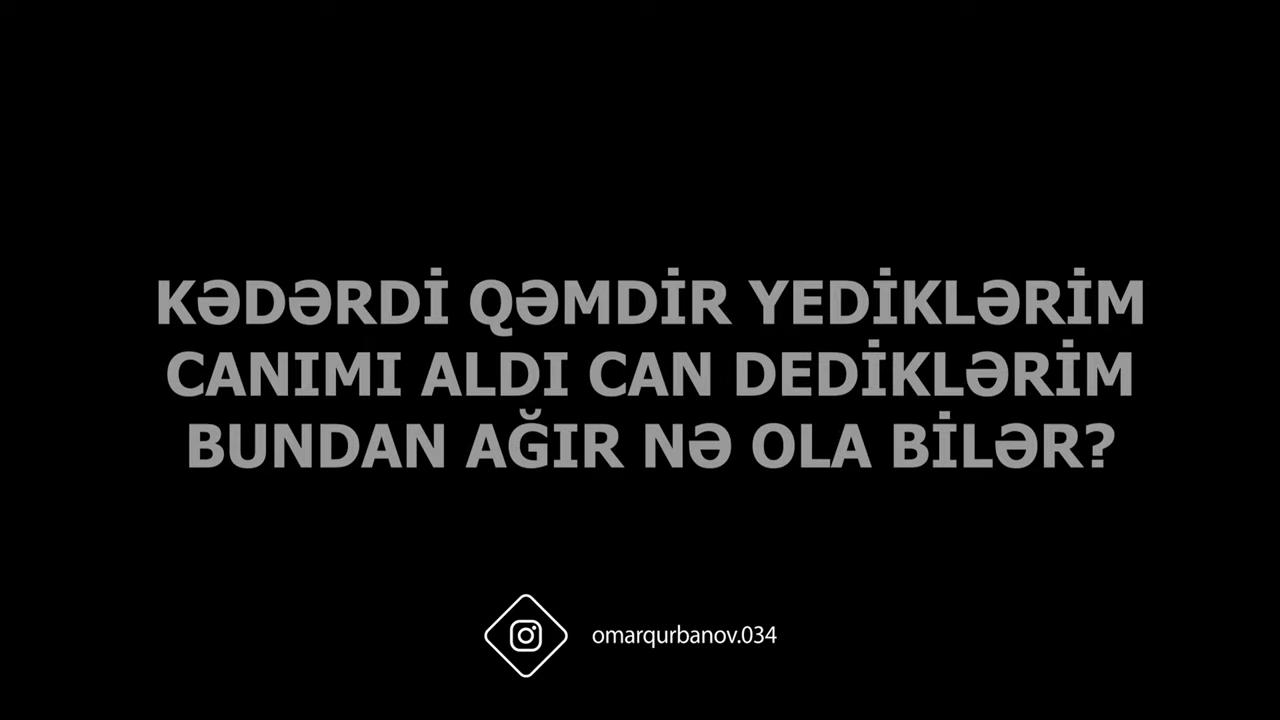 KƏDƏRDİ QƏMDİR YEDİKLƏRİM
CANIMI ALDI CAN DEDİKLƏRİM
BUNDAN AĞIR NƏ OLA BİLƏR?
omarqurbanov.034